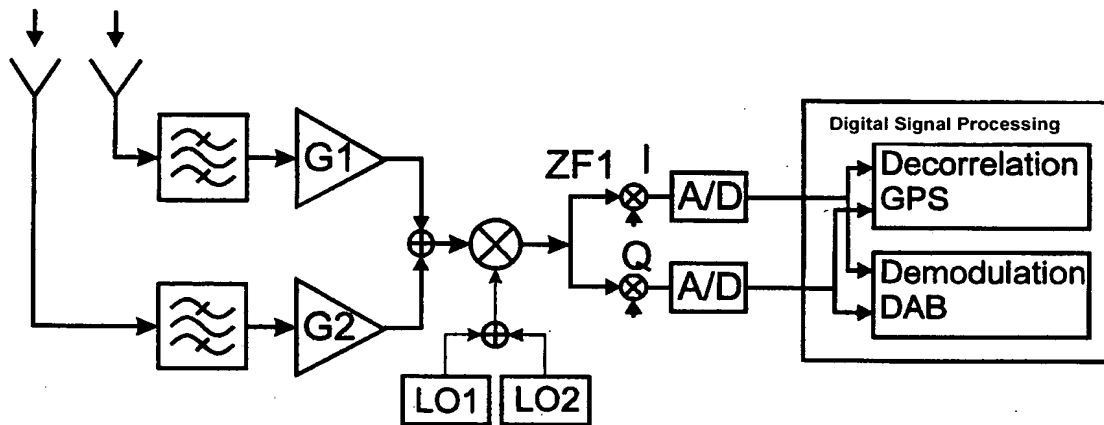 G1
G2
LO1
LO2
ZF1
I
Q
A/D
A/D
Digital Signal Processing
Decorrelation
GPS
Demodulation
DAB